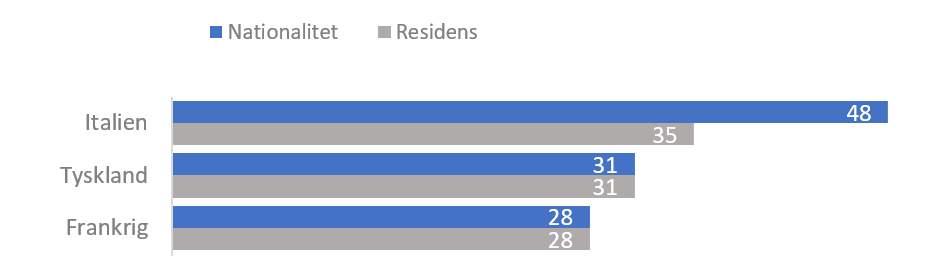 Nationalitet Residens
Italien 48
35
Tyskland 31
31
Frankrig 28
28